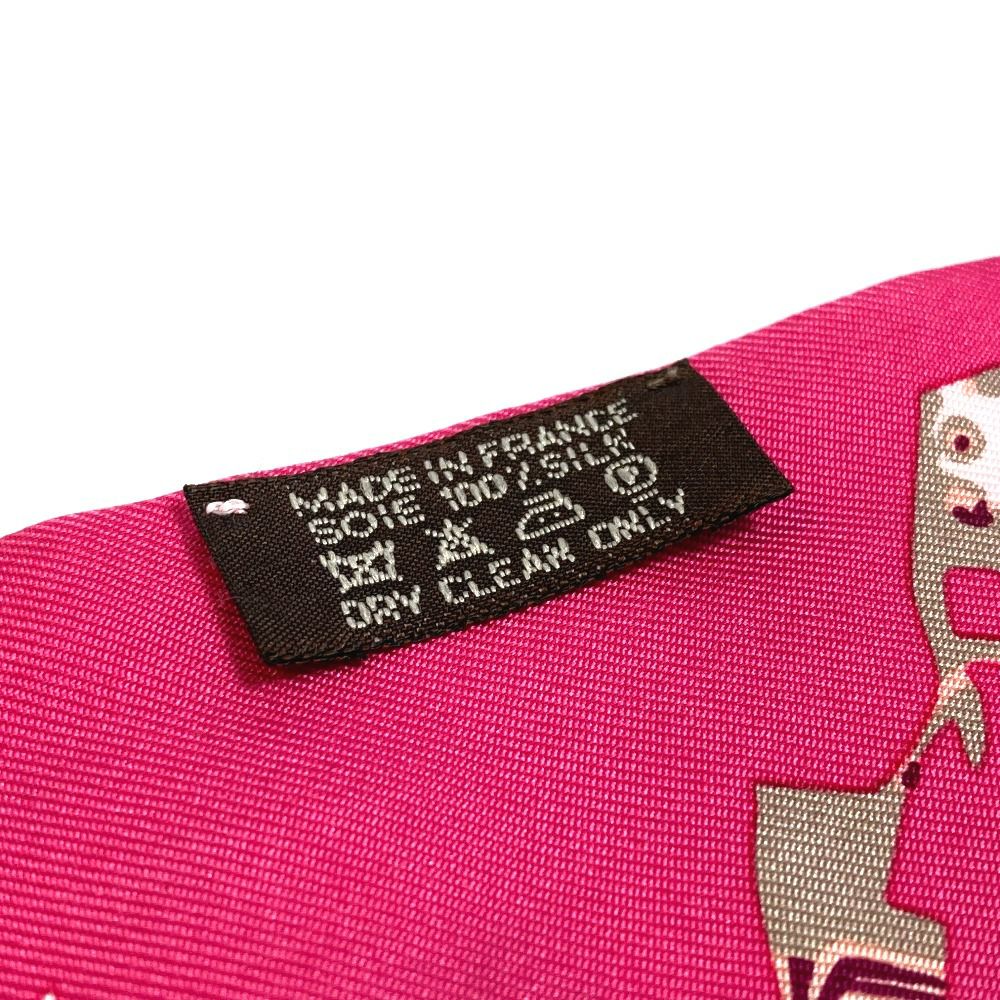 MADE IN FRANCE
SOIE 100% SILK
P
DRY CLEAN ONLY